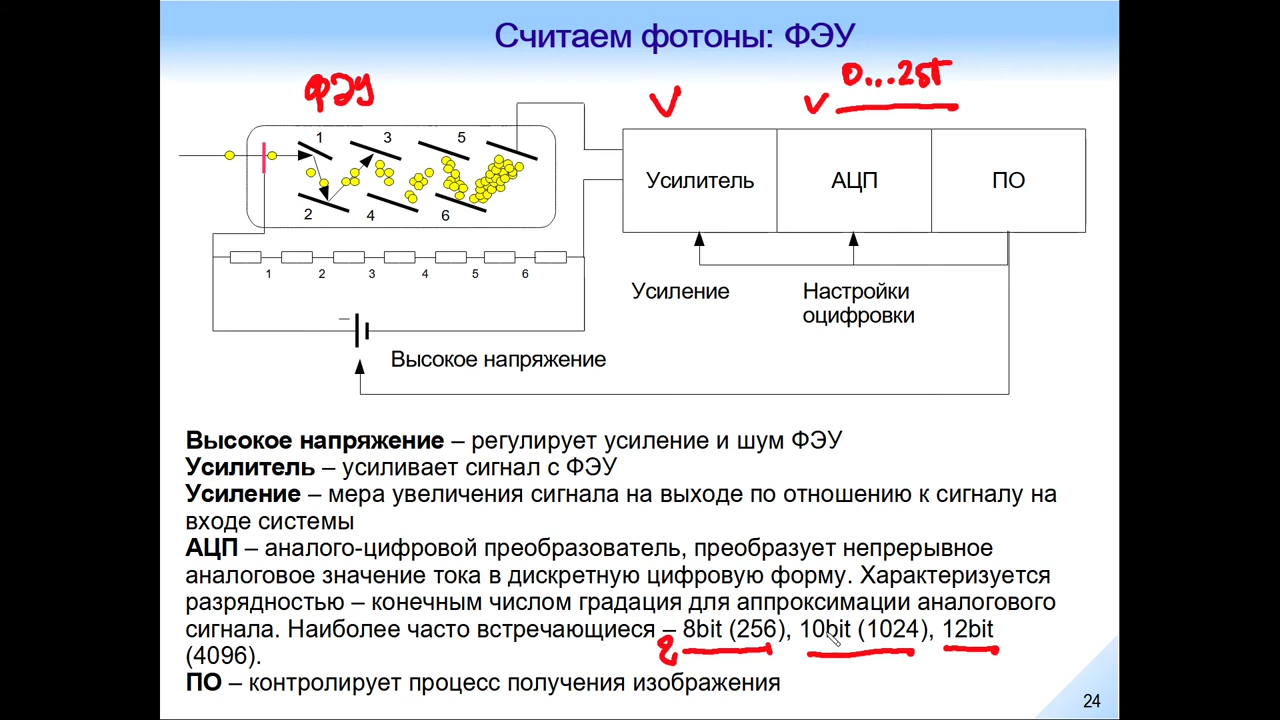 Считаем фотоны: ФЭУ
ФЭУ
V
V 0...255
1 3 5
2 4 6
Усилитель АЦП ПО
1 2 3 4 5 6
Усиление
Настройки
оцифровки
–
Высокое напряжение
Высокое напряжение – регулирует усиление и шум ФЭУ
Усилитель – усиливает сигнал с ФЭУ
Усиление – мера увеличения сигнала на выходе по отношению к сигналу на
входе системы
АЦП – аналого-цифровой преобразователь, преобразует непрерывное
аналоговое значение тока в дискретную цифровую форму. Характеризуется
разрядностью – конечным числом градация для аппроксимации аналогового
сигнала. Наиболее часто встречающиеся – 8bit (256), 10bit (1024), 12bit
2
(4096).
ПО – контролирует процесс получения изображения
24